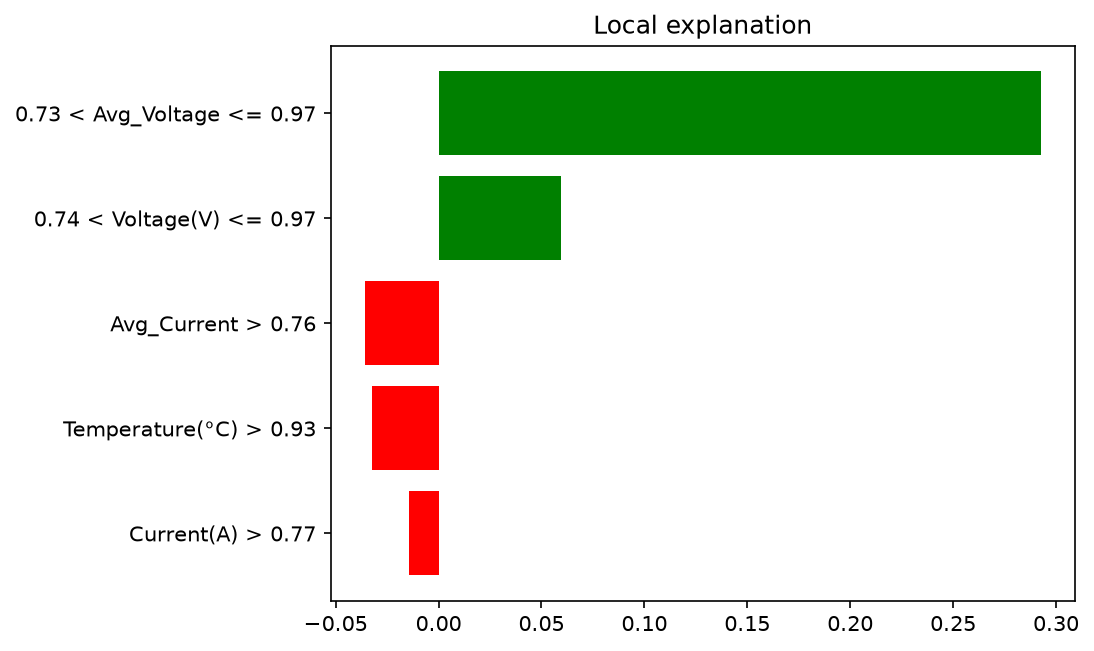 Local explanation
0.73 < Avg_Voltage <= 0.97
0.74 < Voltage(V) <= 0.97
Avg_Current > 0.76
Temperature(°C) > 0.93
Current(A) > 0.77
−0.05 0.00 0.05 0.10 0.15 0.20 0.25 0.30